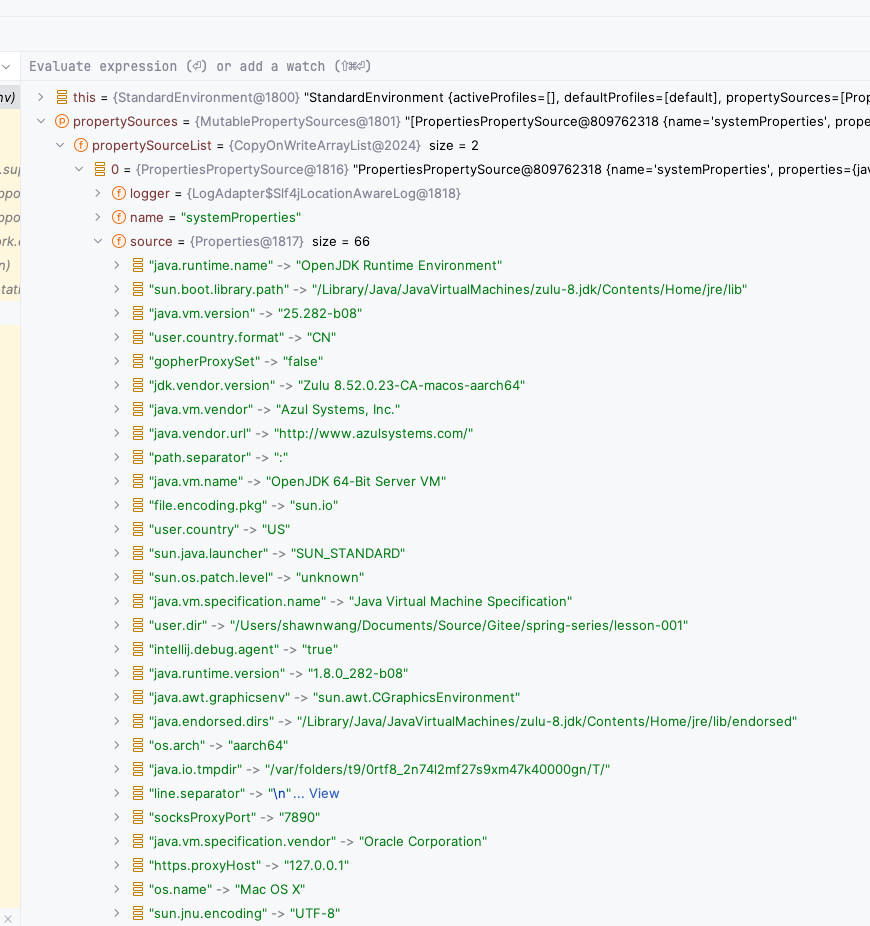 Evaluate expression (⏎) or add a watch (⇧⌘⏎)
nv) this = {StandardEnvironment@1800} "StandardEnvironment {activeProfiles=[], defaultProfiles=[default], propertySources=[Prop
propertySources = {MutablePropertySources@1801} "[PropertiesPropertySource@809762318 {name='systemProperties', prope
propertySourceList = {CopyOnWriteArrayList@2024} size = 2
.sup 0 = {PropertiesPropertySource@1816} "PropertiesPropertySource@809762318 {name='systemProperties', properties={jav
ppo logger = {LogAdapter$Slf4jLocationAwareLog@1818}
ppo name = "systemProperties"
rk.c source = {Properties@1817} size = 66
n) "java.runtime.name" -> "OpenJDK Runtime Environment"
tati "sun.boot.library.path" -> "/Library/Java/JavaVirtualMachines/zulu-8.jdk/Contents/Home/jre/lib"
"java.vm.version" -> "25.282-b08"
"user.country.format" -> "CN"
"gopherProxySet" -> "false"
"jdk.vendor.version" -> "Zulu 8.52.0.23-CA-macos-aarch64"
"java.vm.vendor" -> "Azul Systems, Inc."
"java.vendor.url" -> "http://www.azulsystems.com/"
"path.separator" -> ":"
"java.vm.name" -> "OpenJDK 64-Bit Server VM"
"file.encoding.pkg" -> "sun.io"
"user.country" -> "US"
"sun.java.launcher" -> "SUN_STANDARD"
"sun.os.patch.level" -> "unknown"
"java.vm.specification.name" -> "Java Virtual Machine Specification"
"user.dir" -> "/Users/shawnwang/Documents/Source/Gitee/spring-series/lesson-001"
"intellij.debug.agent" -> "true"
"java.runtime.version" -> "1.8.0_282-b08"
"java.awt.graphicsenv" -> "sun.awt.CGraphicsEnvironment"
"java.endorsed.dirs" -> "/Library/Java/JavaVirtualMachines/zulu-8.jdk/Contents/Home/jre/lib/endorsed"
"os.arch" -> "aarch64"
"java.io.tmpdir" -> "/var/folders/t9/0rtf8_2n74l2mf27s9xm47k40000gn/T/"
"line.separator" -> "\n"... View
"socksProxyPort" -> "7890"
"java.vm.specification.vendor" -> "Oracle Corporation"
"https.proxyHost" -> "127.0.0.1"
"os.name" -> "Mac OS X"
"sun.jnu.encoding" -> "UTF-8"